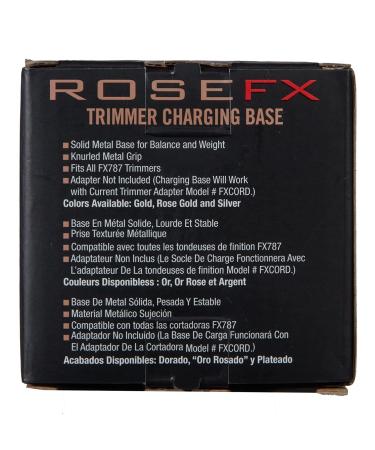 ROSEFX
TRIMMER CHARGING BASE
▪ Solid Metal Base for Balance and Weight
▪ Knurled Metal Grip
▪ Fits All FX787 Trimmers
▪ Adapter Not Included (Charging Base Will Work
with Current Trimmer Adapter Model # FXCORD.)
Colors Available: Gold, Rose Gold and Silver
▪ Base En Métal Solide, Lourde Et Stable
▪ Prise Texturée Métallique
▪ Compatible avec toutes les tondeuses de finition FX787
▪ Adaptateur Non Inclus (Le Socle De Charge Fonctionnera Avec
L'adaptateur De La tondeuses de finition Model # FXCORD.)
Couleurs Disponibless : Or, Or Rose et Argent
▪ Base De Metal Sólida, Pesada Y Estable
▪ Material Metálico Sujeción
▪ Compatible con todas las cortadoras FX787
▪ Adaptador No Incluido (La Base De Carga Funcionará Con
El Adaptador De La Cortadora Model # FXCORD.)
Acabados Disponibles: Dorado, "Oro Rosado" y Plateado